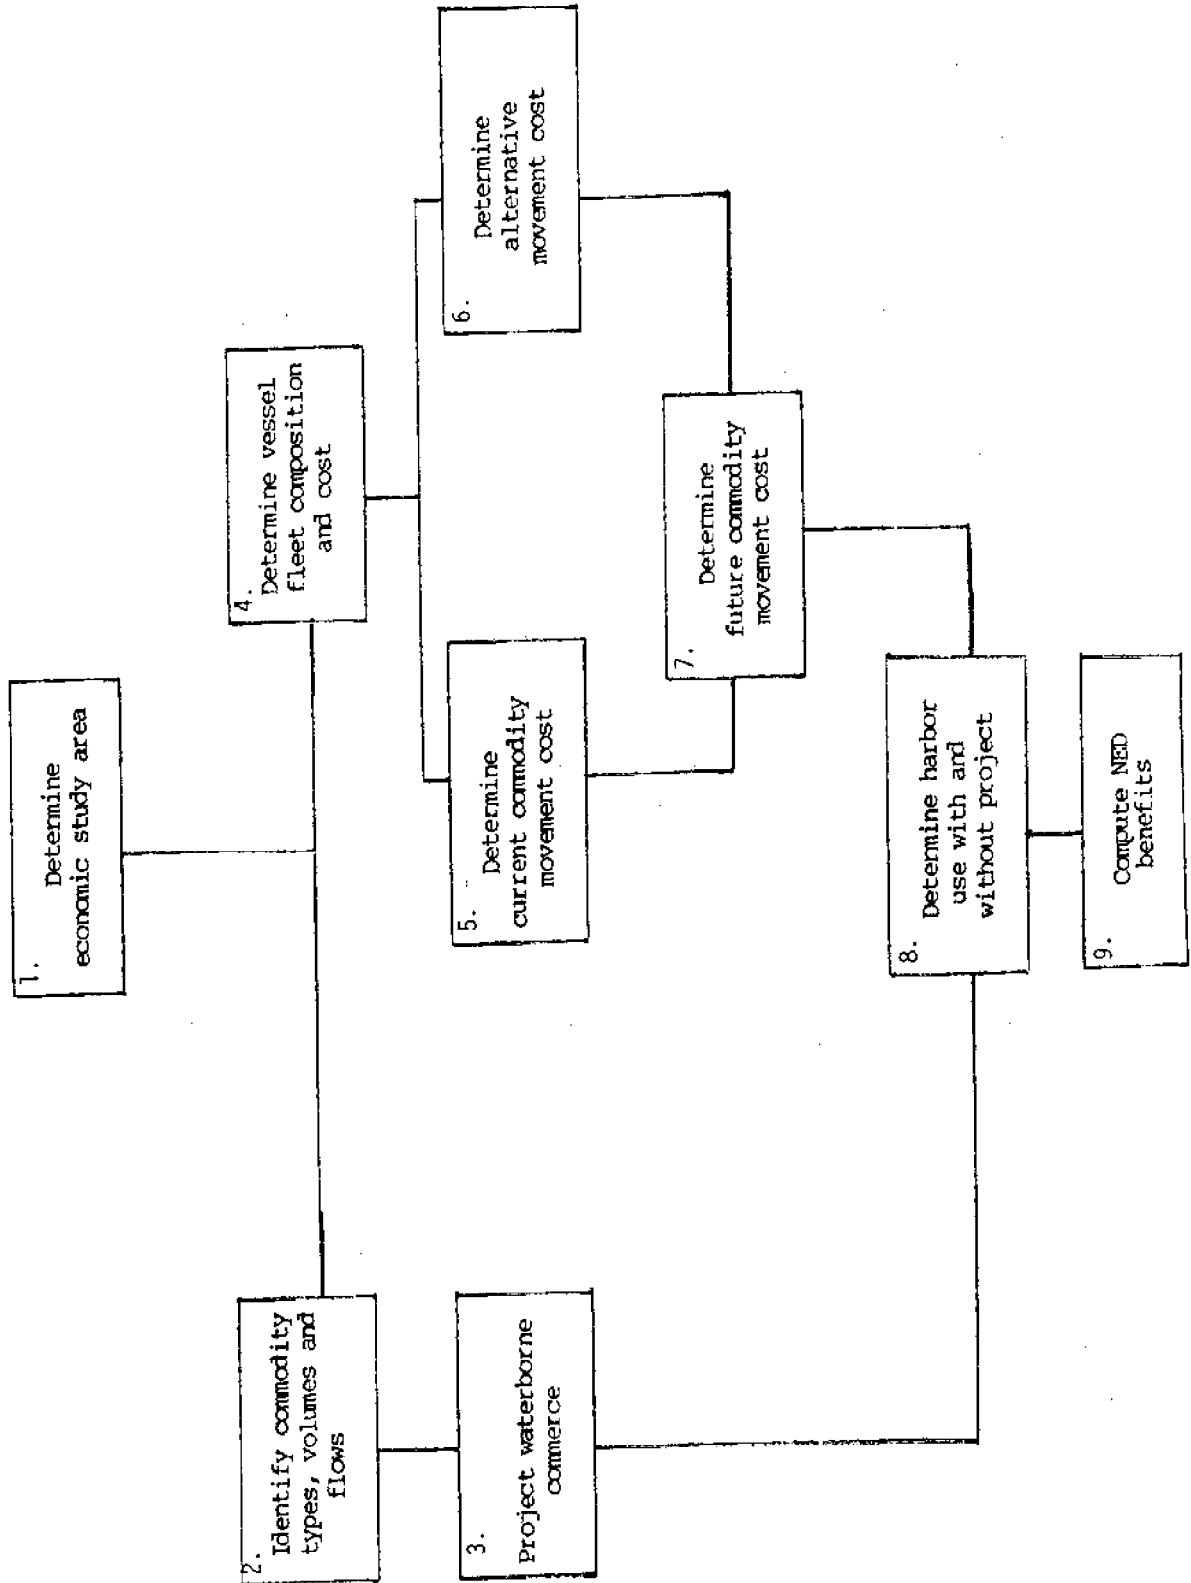 1.
Determine
economic study area
2.
Identify commodity
types, volumes and
flows
3.
Project waterborne
commerce
4.
Determine vessel
fleet composition
and cost
5.
Determine
current commodity
movement cost
6.
Determine
alternative
movement cost
7.
Determine
future commodity
movement cost
8.
Determine harbor
use with and
without project
9.
Compute NED
benefits